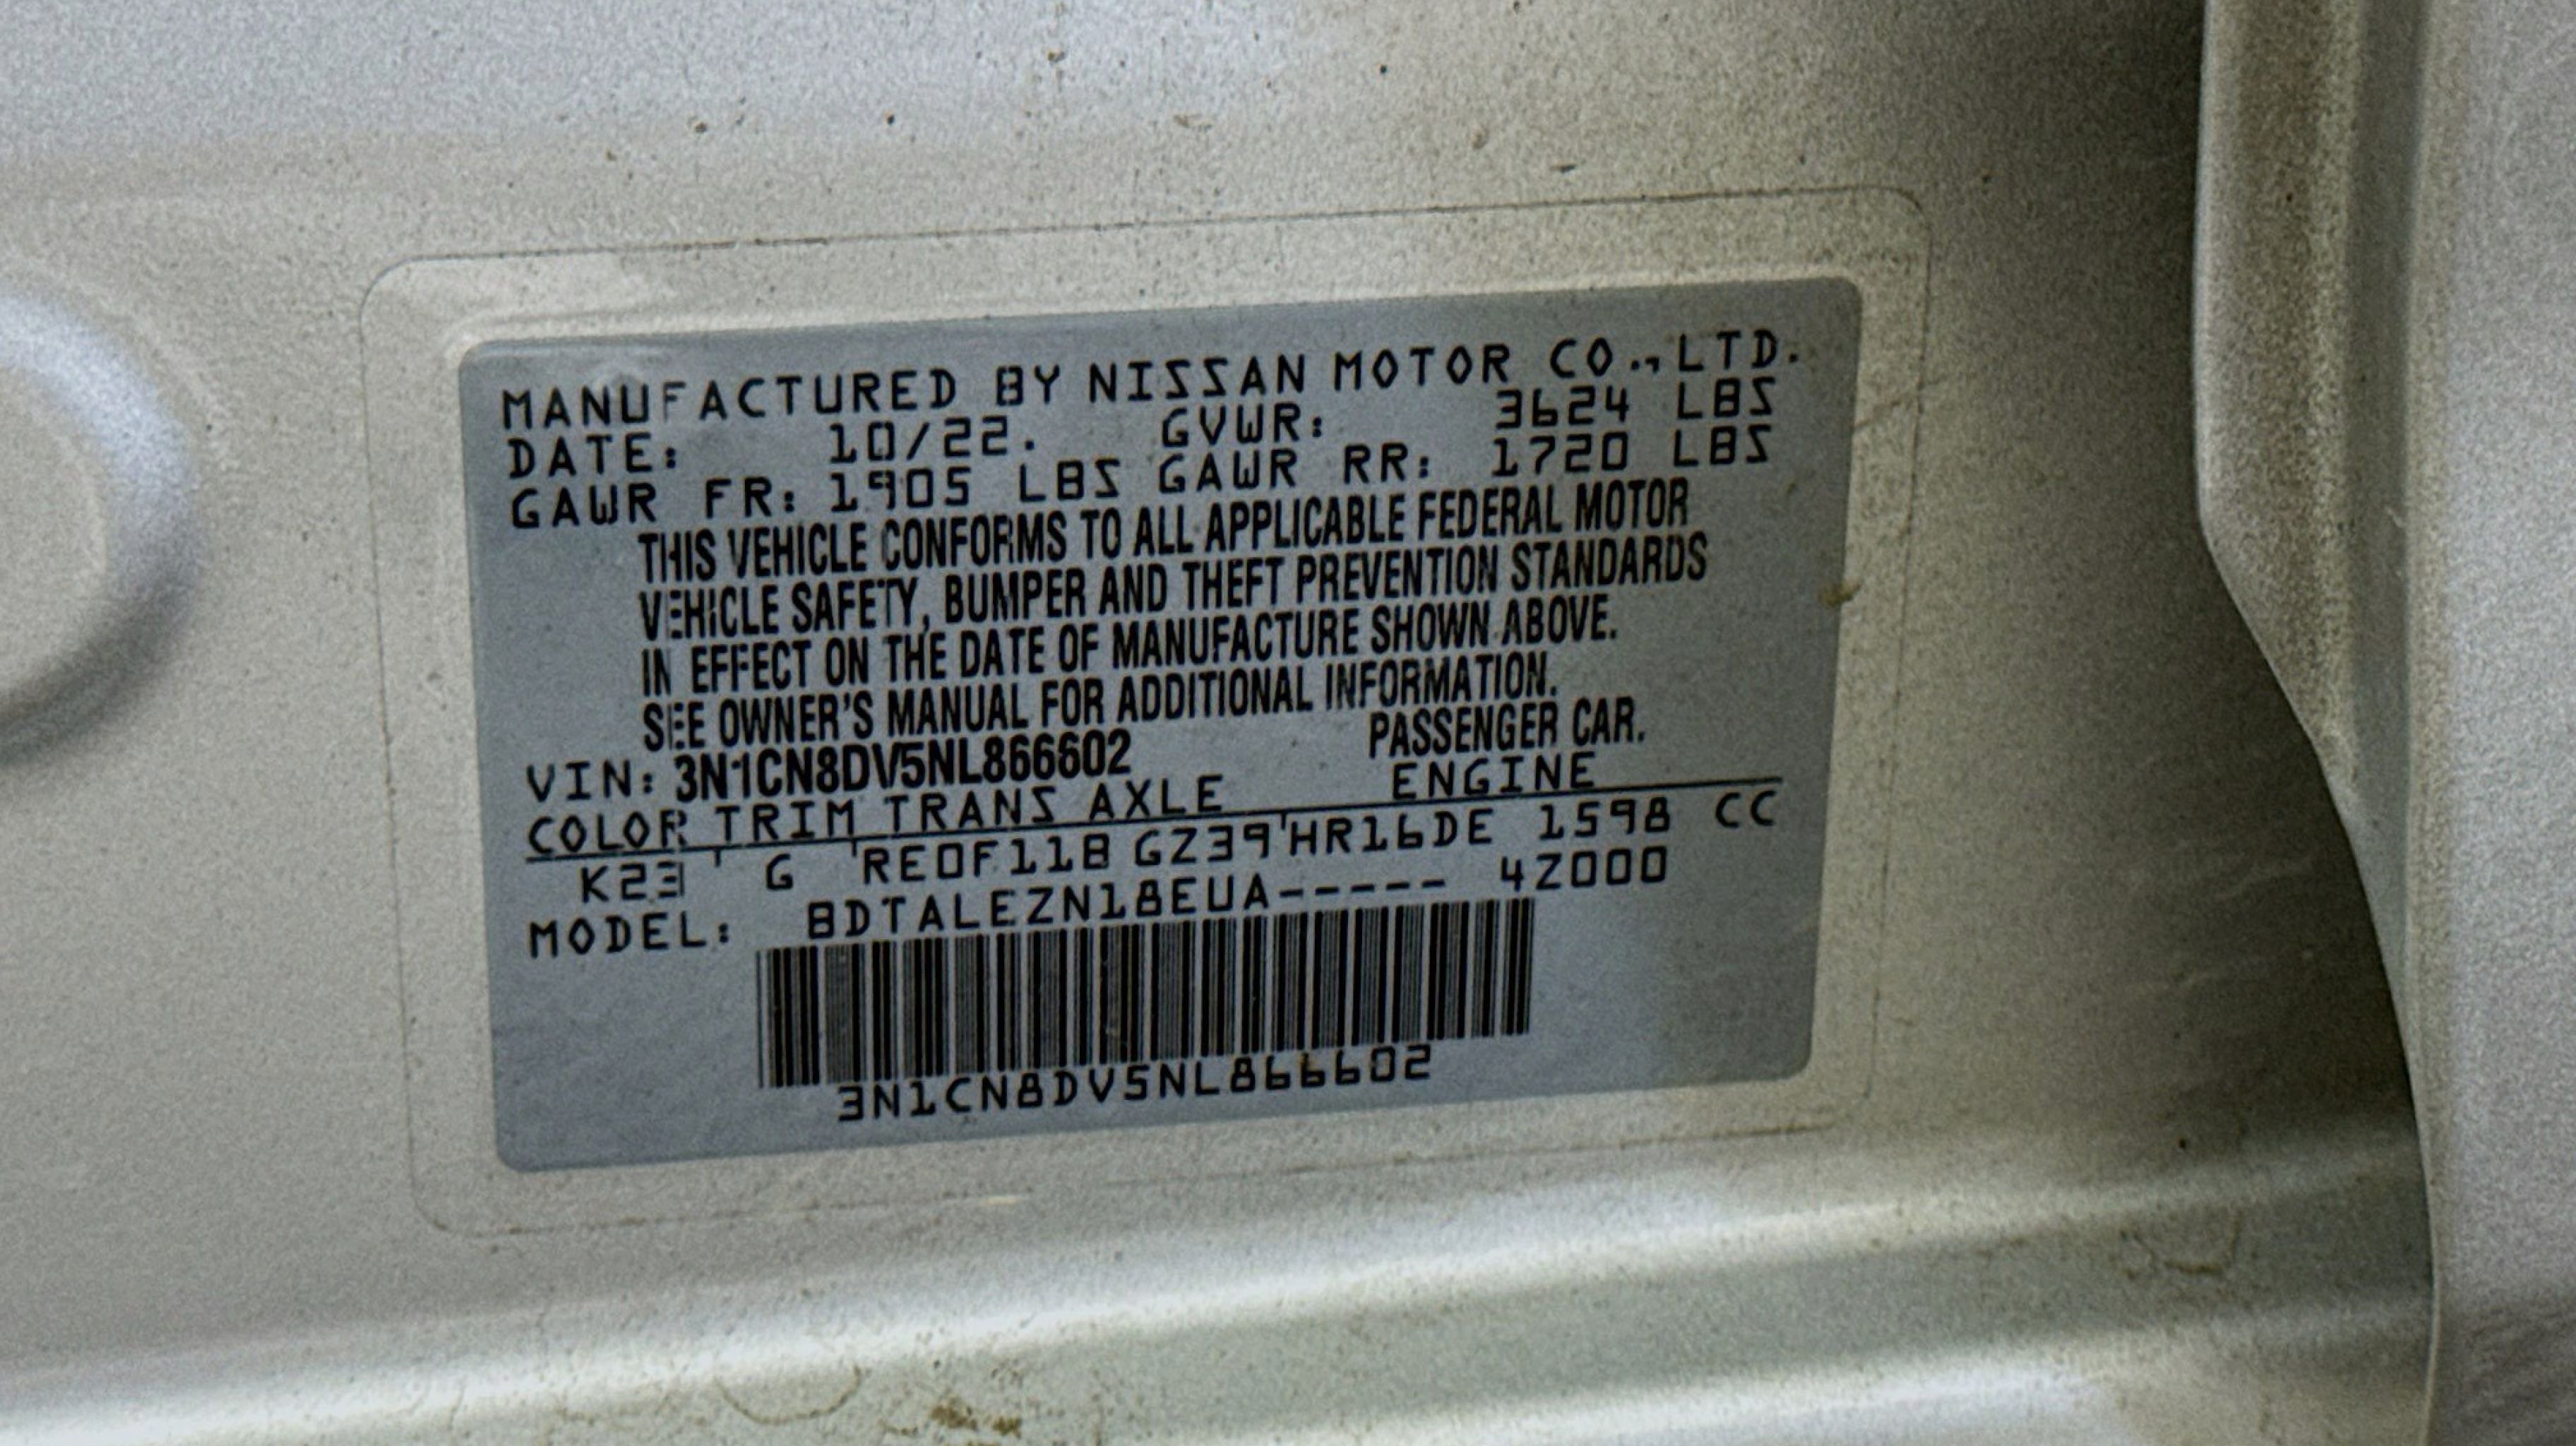 MANUFACTURED BY NISSAN MOTOR CO., LTD.
DATE: 10/22. GVWR: 3624 LBS
GAWR FR: 1905 LBS GAWR RR: 1720 LBS
THIS VEHICLE CONFORMS TO ALL APPLICABLE FEDERAL MOTOR
VEHICLE SAFETY, BUMPER AND THEFT PREVENTION STANDARDS
IN EFFECT ON THE DATE OF MANUFACTURE SHOWN ABOVE.
SEE OWNER'S MANUAL FOR ADDITIONAL INFORMATION.
VIN: 3N1CN8DV5NL866602 PASSENGER CAR.
COLOR TRIM TRANS AXLE ENGINE
K23 G RE0F11B GZ39 HR16DE 1598 CC
MODEL: BDTALEZN18EUA----- 4Z000
3N1CN8DV5NL866602